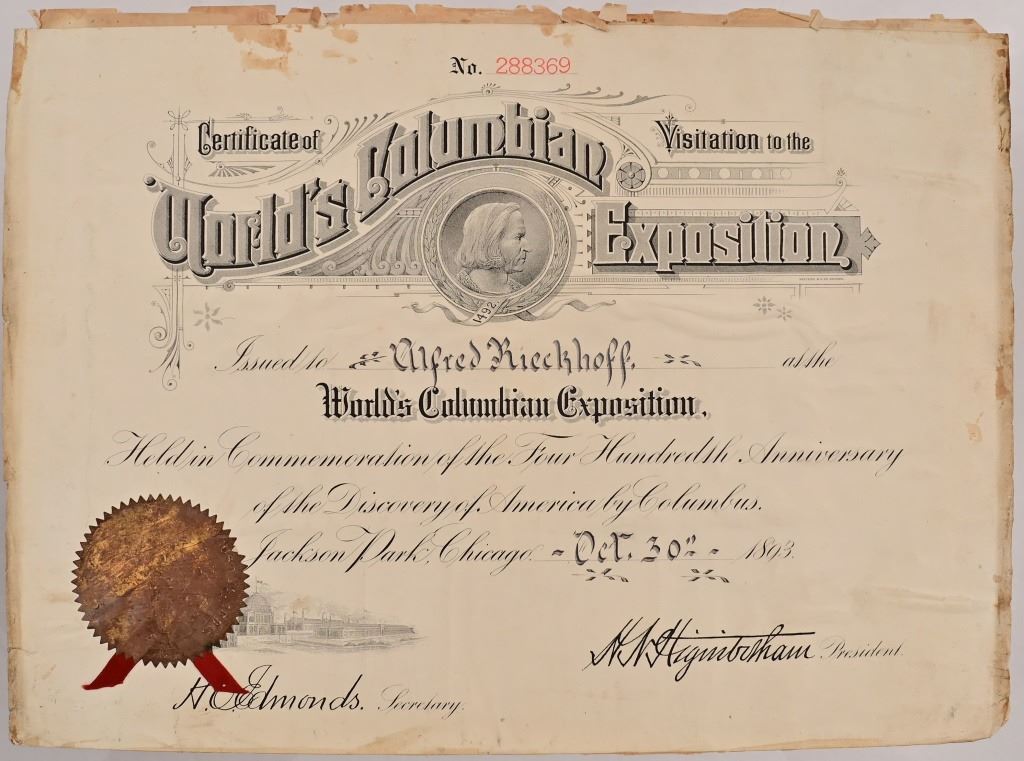 No. 288369
Certificate of World's Columbian Exposition Visitation to the
1492
Issued to Alfred Rieckhoff. at the
World's Columbian Exposition.
Held in Commemoration of the Four Hundredth Anniversary
of the Discovery of America by Columbus.
Jackson Park, Chicago. - Oct. 30" - 1893.
H. N. Higinbotham President.
H. O. Edmonds. Secretary.